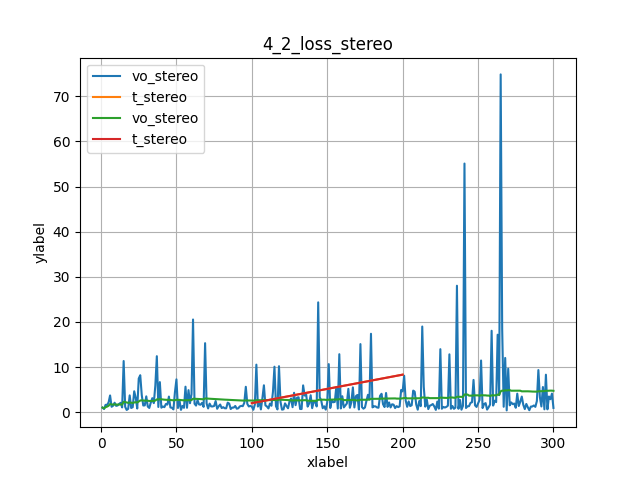 4_2_loss_stereo
vo_stereo
t_stereo
vo_stereo
t_stereo
ylabel
70
60
50
40
30
20
10
0
0 50 100 150 200 250 300
xlabel